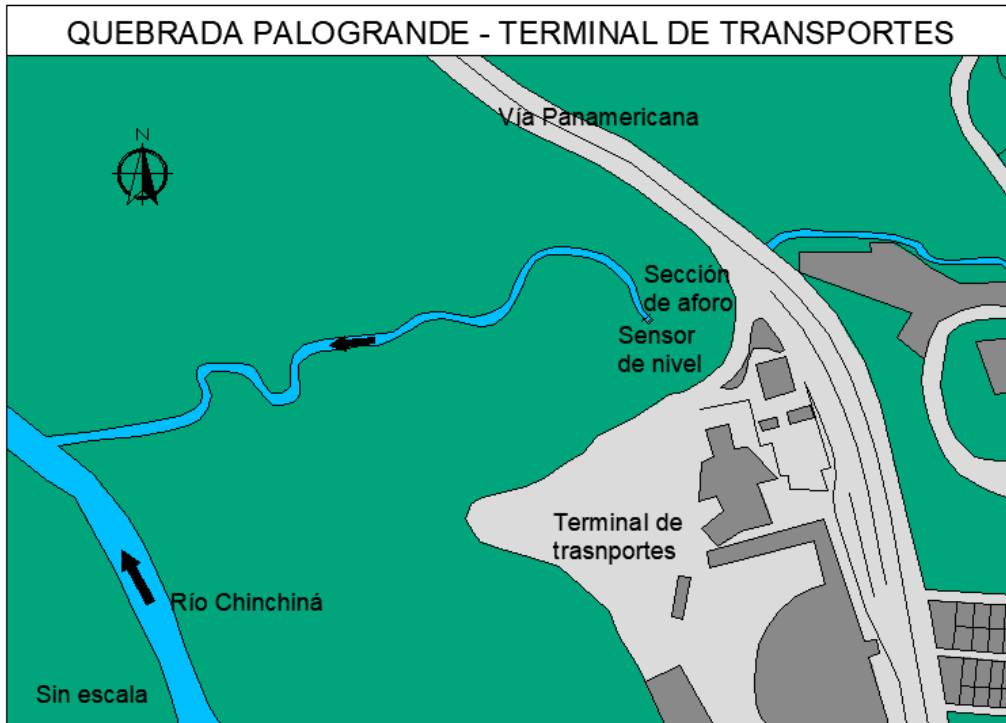 QUEBRADA PALOGRANDE - TERMINAL DE TRANSPORTES
Vía Panamericana
N
Sección
de aforo
Sensor
de nivel
Terminal de
trasnportes
Río Chinchiná
Sin escala